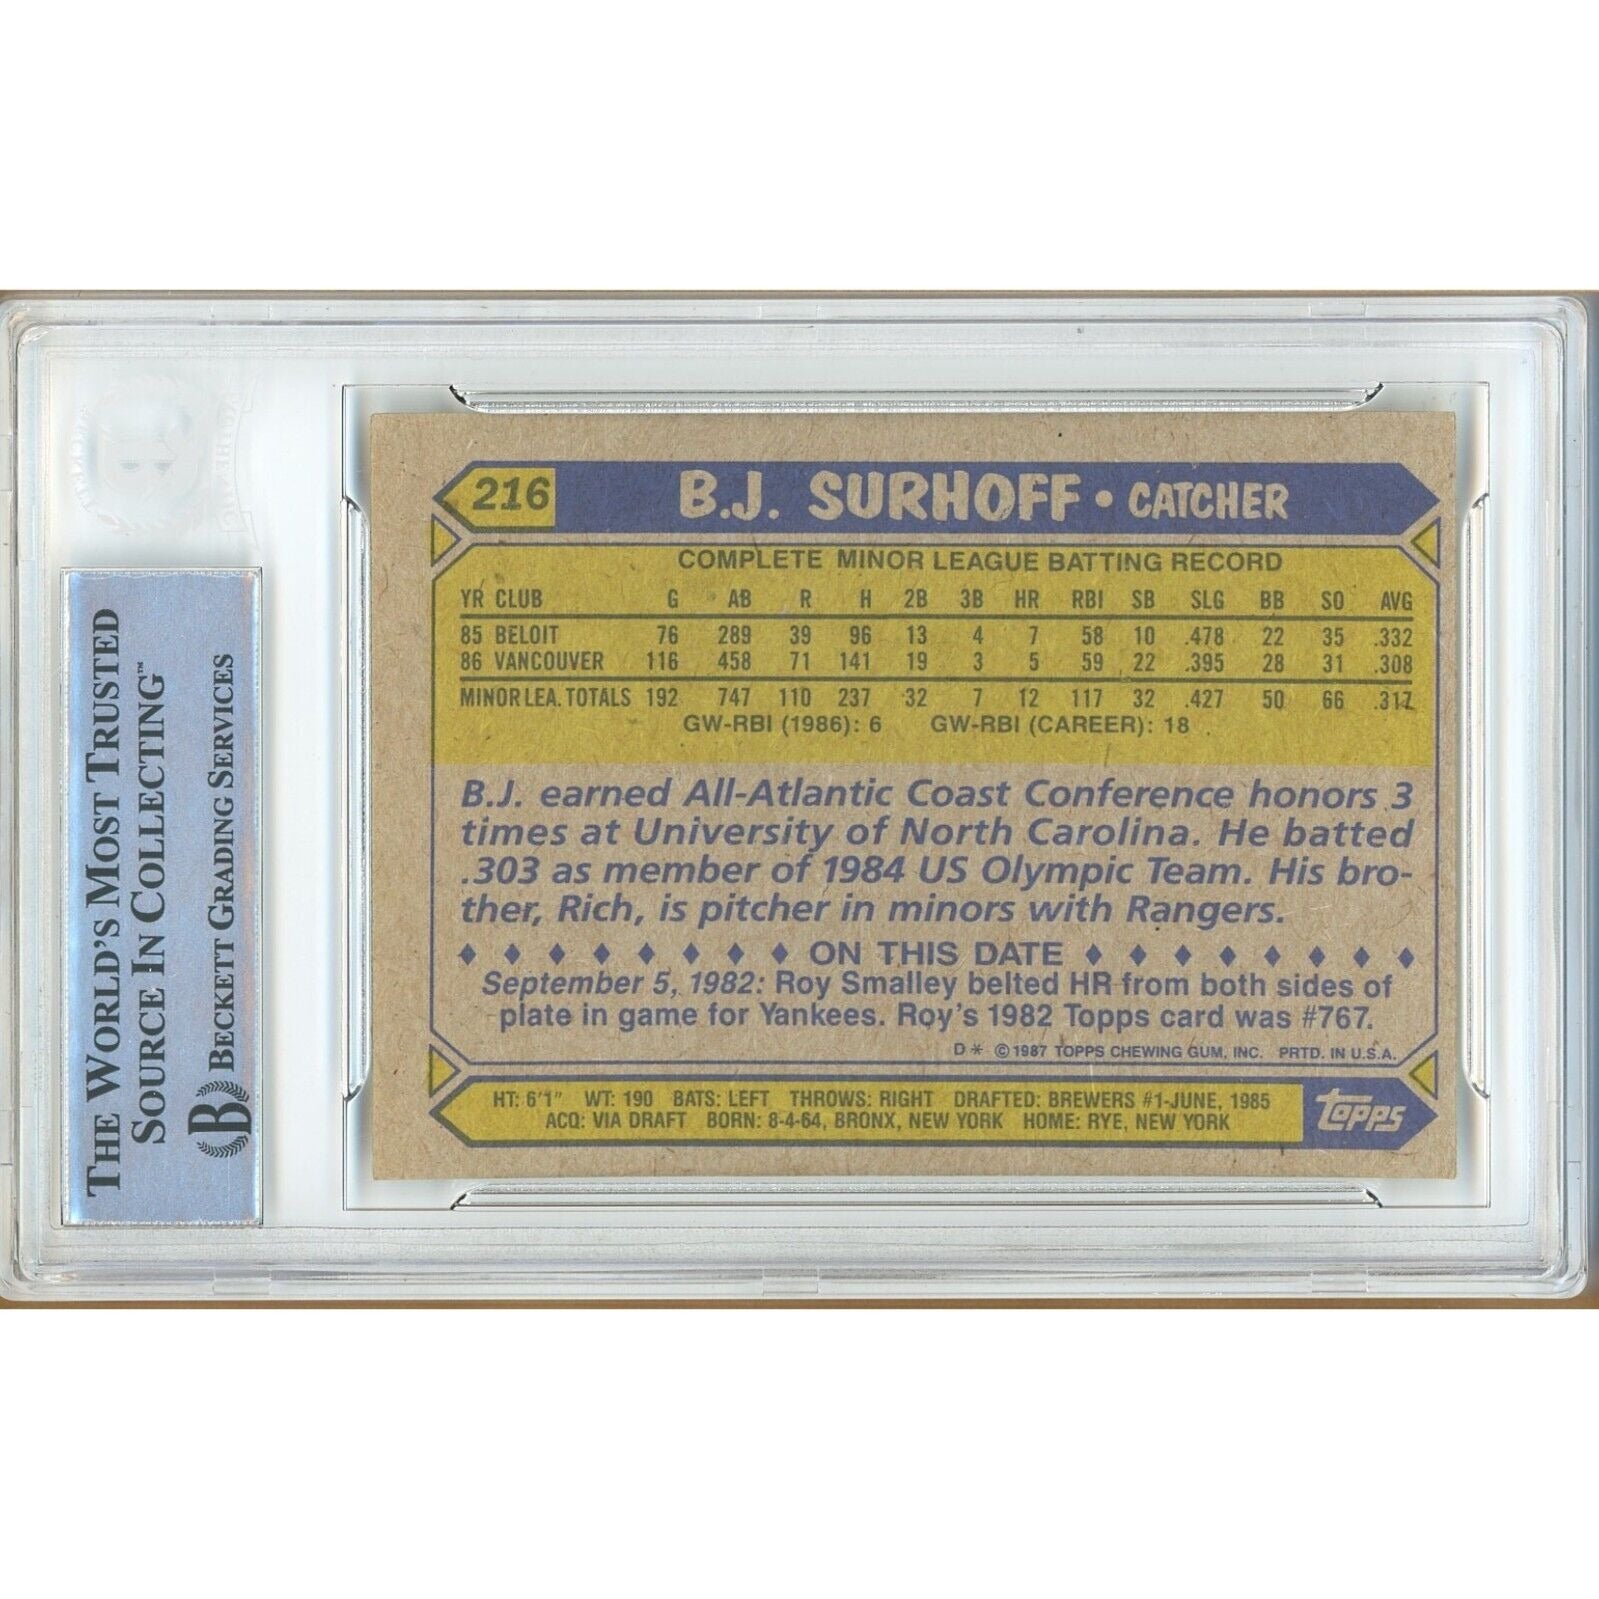 THE WORLD'S MOST TRUSTED
SOURCE IN COLLECTING™
BECKETT GRADING SERVICES
B
216 B.J. SURHOFF • CATCHER
COMPLETE MINOR LEAGUE BATTING RECORD
YR CLUB G AB R H 2B 3B HR RBI SB SLG BB SO AVG
85 BELOIT 76 289 39 96 13 4 7 58 10 .478 22 35 .332
86 VANCOUVER 116 458 71 141 19 3 5 59 22 .395 28 31 .308
MINOR LEA. TOTALS 192 747 110 237 32 7 12 117 32 .427 50 66 .317
GW-RBI (1986): 6 GW-RBI (CAREER): 18
B.J. earned All-Atlantic Coast Conference honors 3
times at University of North Carolina. He batted
.303 as member of 1984 US Olympic Team. His bro-
ther, Rich, is pitcher in minors with Rangers.
ON THIS DATE
September 5, 1982: Roy Smalley belted HR from both sides of
plate in game for Yankees. Roy's 1982 Topps card was #767.
D* © 1987 TOPPS CHEWING GUM, INC. PRTD. IN U.S.A.
HT: 6'1" WT: 190 BATS: LEFT THROWS: RIGHT DRAFTED: BREWERS #1-JUNE, 1985
ACQ: VIA DRAFT BORN: 8-4-64, BRONX, NEW YORK HOME: RYE, NEW YORK
topps